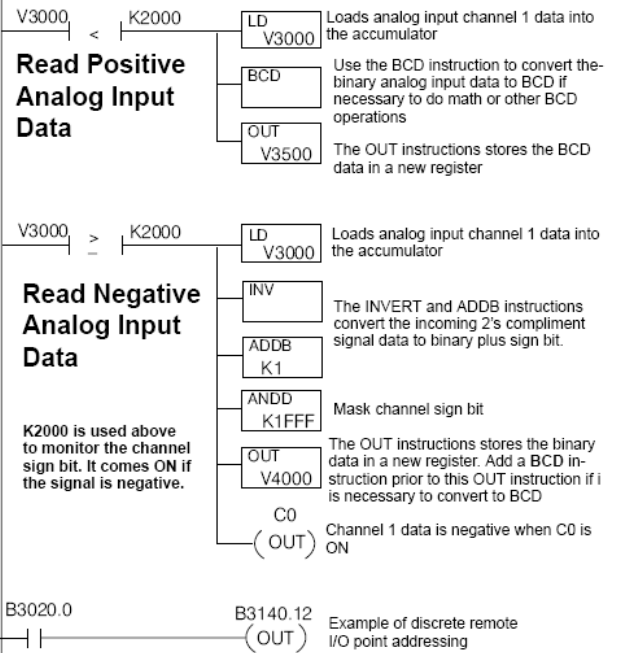 V3000 < K2000
LD
V3000
Loads analog input channel 1 data into
the accumulator
Read Positive
Analog Input
Data
BCD
Use the BCD instruction to convert the-
binary analog input data to BCD if
necessary to do math or other BCD
operations
OUT
V3500
The OUT instructions stores the BCD
data in a new register
V3000 > K2000
LD
V3000
Loads analog input channel 1 data into
the accumulator
Read Negative
Analog Input
Data
INV
The INVERT and ADDB instructions
convert the incoming 2's compliment
signal data to binary plus sign bit.
ADDB
K1
ANDD
K1FFF
Mask channel sign bit
K2000 is used above
to monitor the channel
sign bit. It comes ON if
the signal is negative.
OUT
V4000
The OUT instructions stores the binary
data in a new register. Add a BCD in-
struction prior to this OUT instruction if i
is necessary to convert to BCD
C0
OUT
Channel 1 data is negative when C0 is
ON
B3020.0
B3140.12
OUT
Example of discrete remote
I/O point addressing